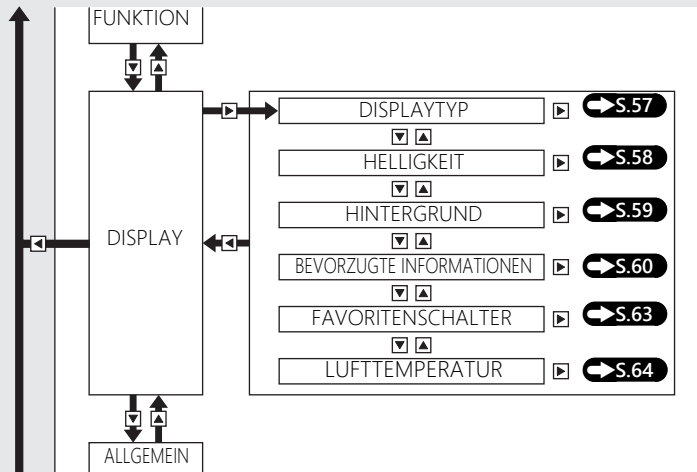 FUNKTION
DISPLAY
DISPLAYTYP S.57
HELLIGKEIT S.58
HINTERGRUND S.59
BEVORZUGTE INFORMATIONEN S.60
FAVORITENSCHALTER S.63
LUFTTEMPERATUR S.64
ALLGEMEIN